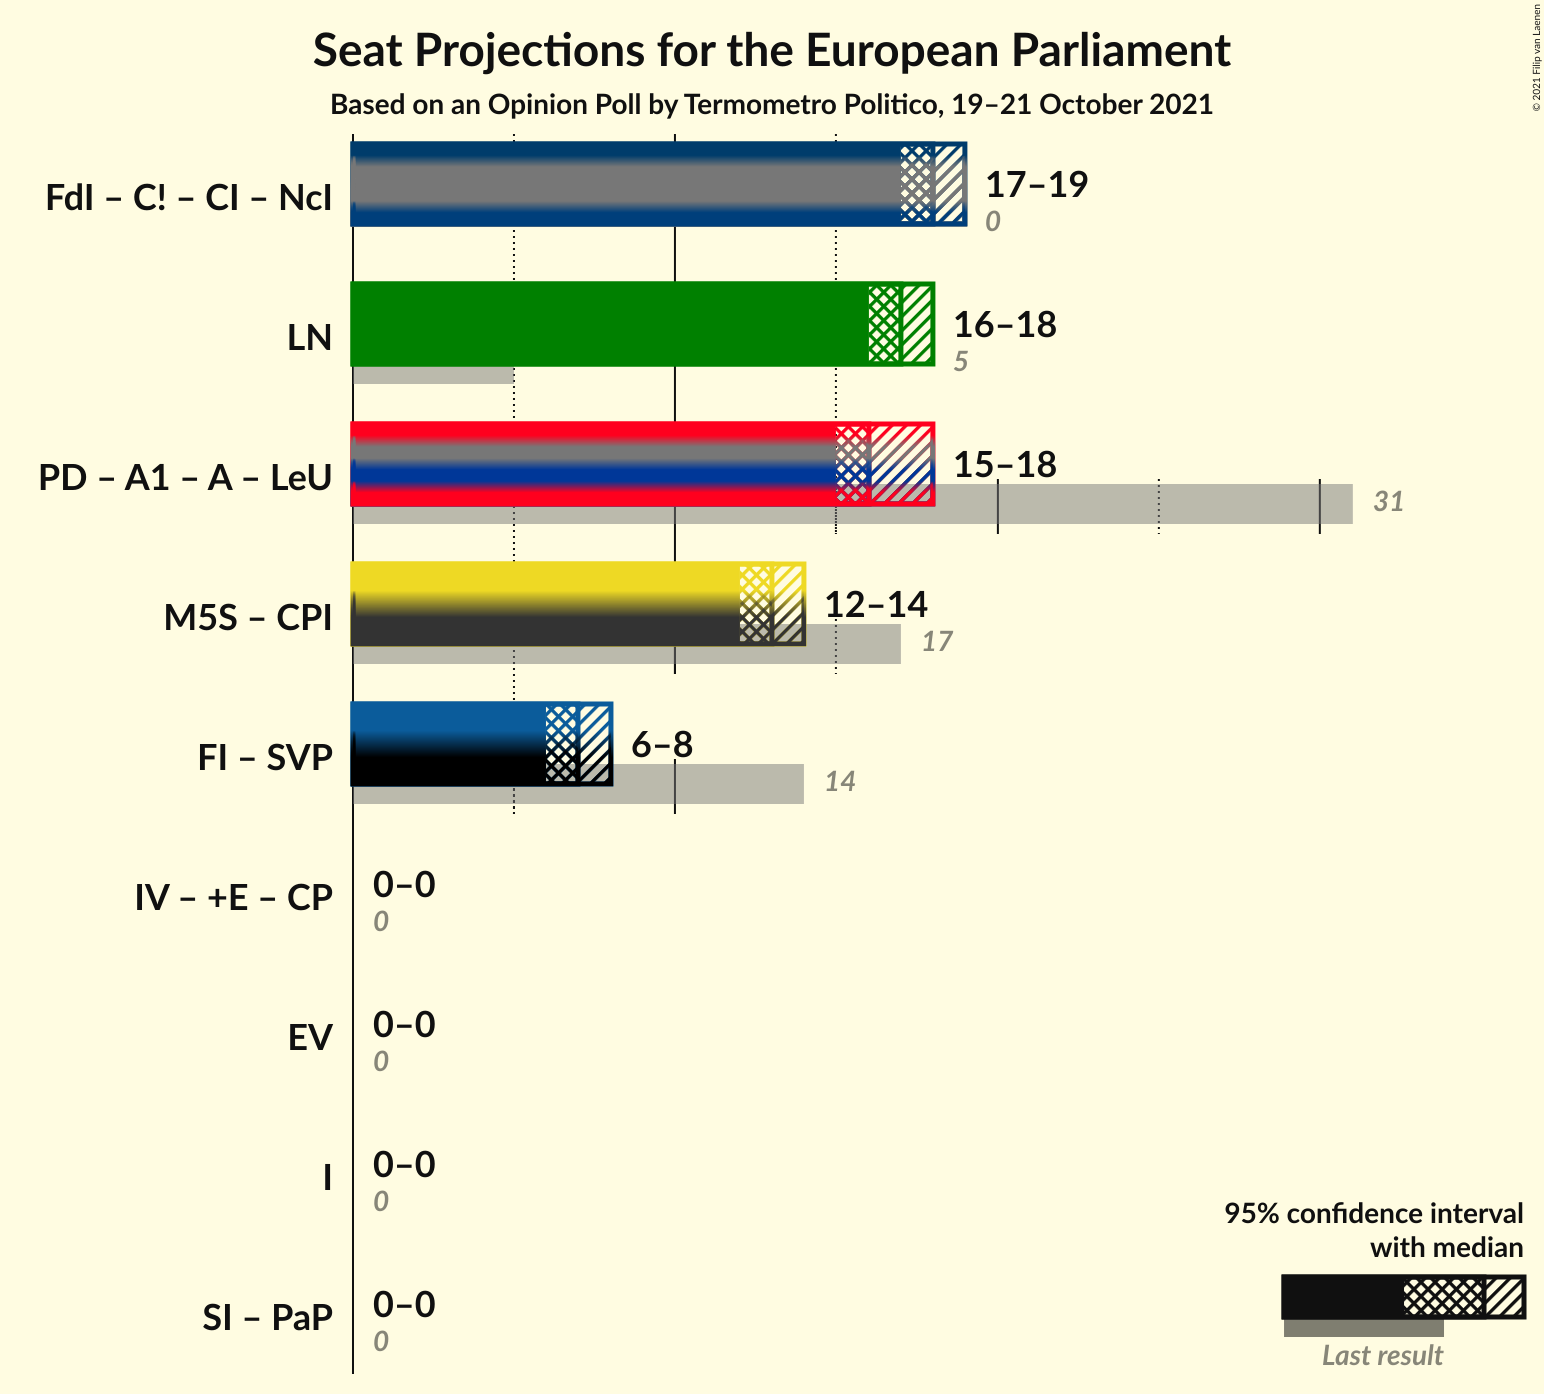 Seat Projections for the European Parliament
Based on an Opinion Poll by Termometro Politico, 19–21 October 2021
© 2021 Filip van Laenen
FdI – C! – CI – NcI
17–19
0
LN
16–18
5
PD – A1 – A – LeU
15–18
31
M5S – CPI
12–14
17
FI – SVP
6–8
14
IV – +E – CP
0–0
0
EV
0–0
0
I
0–0
0
SI – PaP
0–0
0
95% confidence interval
with median
Last result